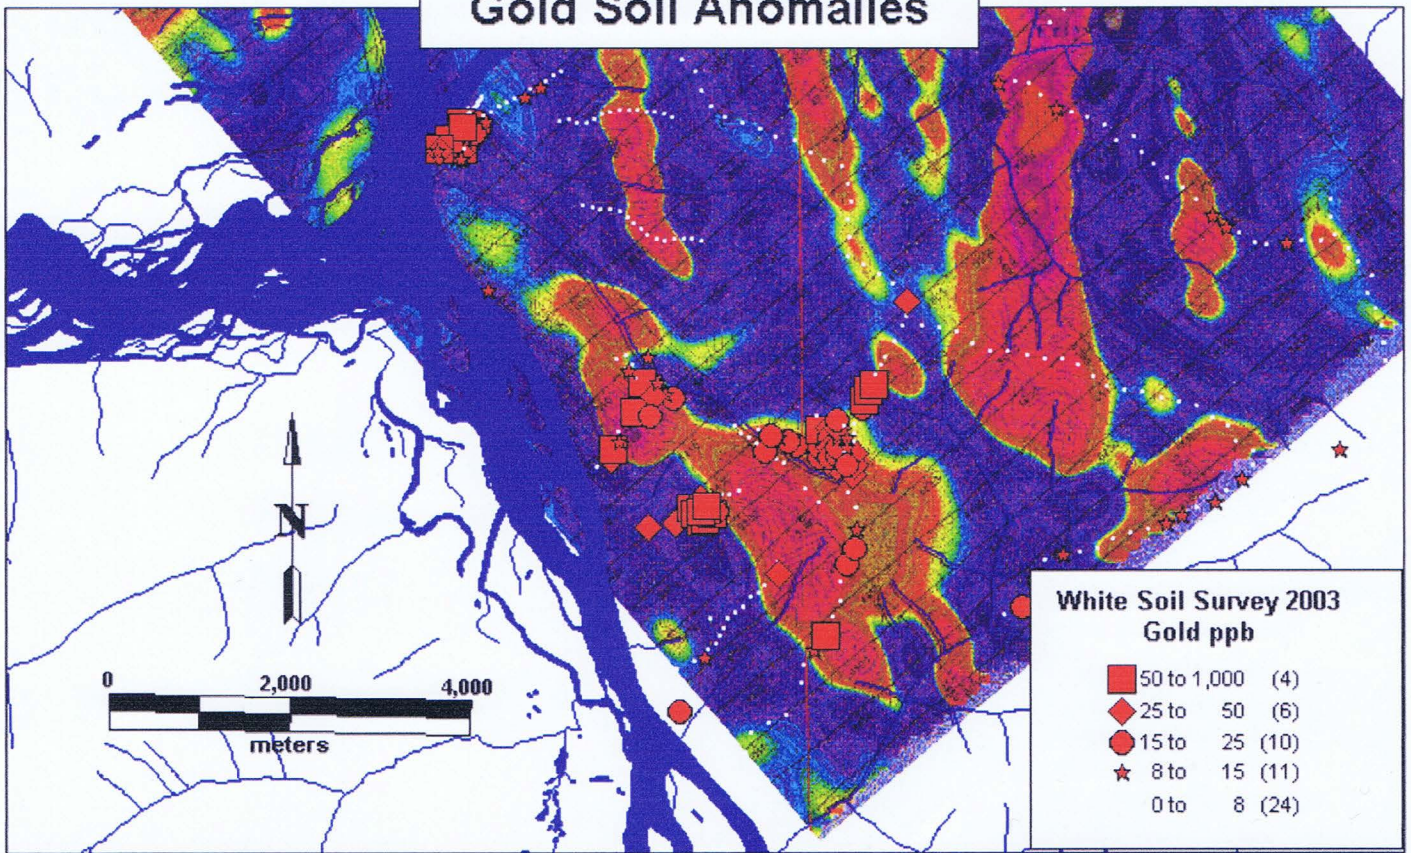 Gold Soil Anomalies
N
0 2,000 4,000
meters
White Soil Survey 2003
Gold ppb
50 to 1,000 (4)
25 to 50 (6)
15 to 25 (10)
8 to 15 (11)
0 to 8 (24)